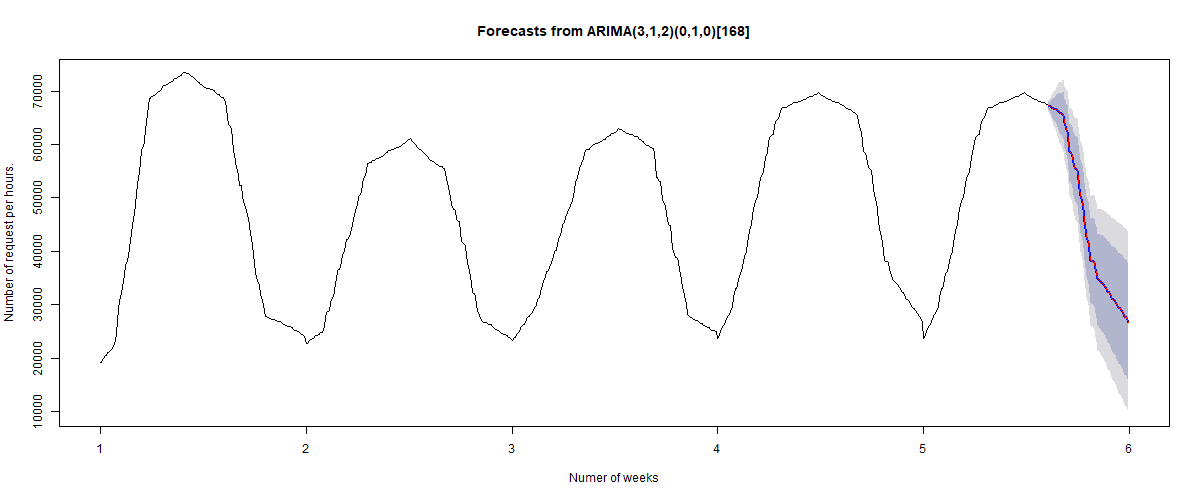 Forecasts from ARIMA(3,1,2)(0,1,0)[168]
Number of request per hours.
70000
60000
50000
40000
30000
20000
10000
1 2 3 4 5 6
Numer of weeks